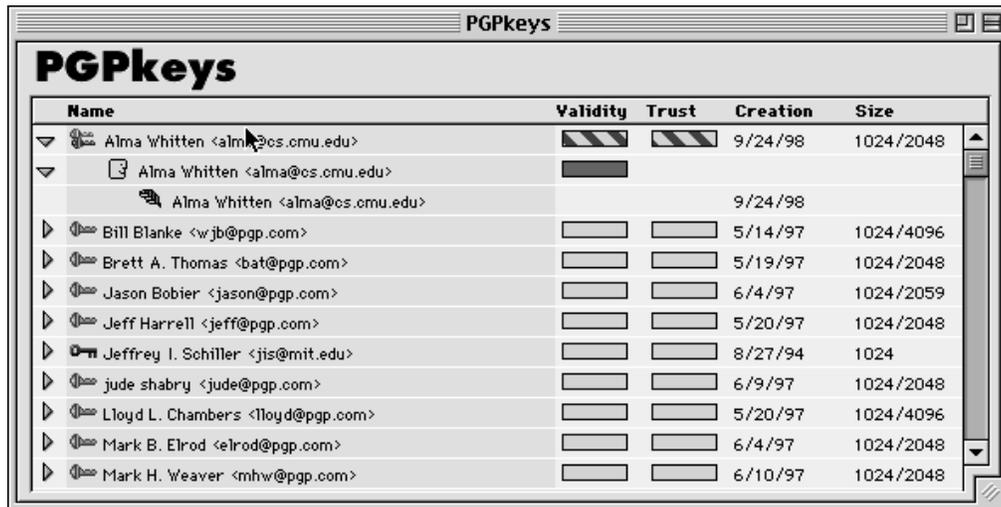 PGPkeys
PGPkeys
Name Validity Trust Creation Size
Alma Whitten <alma@cs.cmu.edu> 9/24/98 1024/2048
Alma Whitten <alma@cs.cmu.edu>
Alma Whitten <alma@cs.cmu.edu> 9/24/98
Bill Blanke <wjb@pgp.com> 5/14/97 1024/4096
Brett A. Thomas <bat@pgp.com> 5/19/97 1024/2048
Jason Bobier <jason@pgp.com> 6/4/97 1024/2059
Jeff Harrell <jeff@pgp.com> 5/20/97 1024/2048
Jeffrey I. Schiller <jis@mit.edu> 8/27/94 1024
jude shabry <jude@pgp.com> 6/9/97 1024/2048
Lloyd L. Chambers <lloyd@pgp.com> 5/20/97 1024/4096
Mark B. Elrod <elrod@pgp.com> 6/4/97 1024/2048
Mark H. Weaver <mhw@pgp.com> 6/10/97 1024/2048